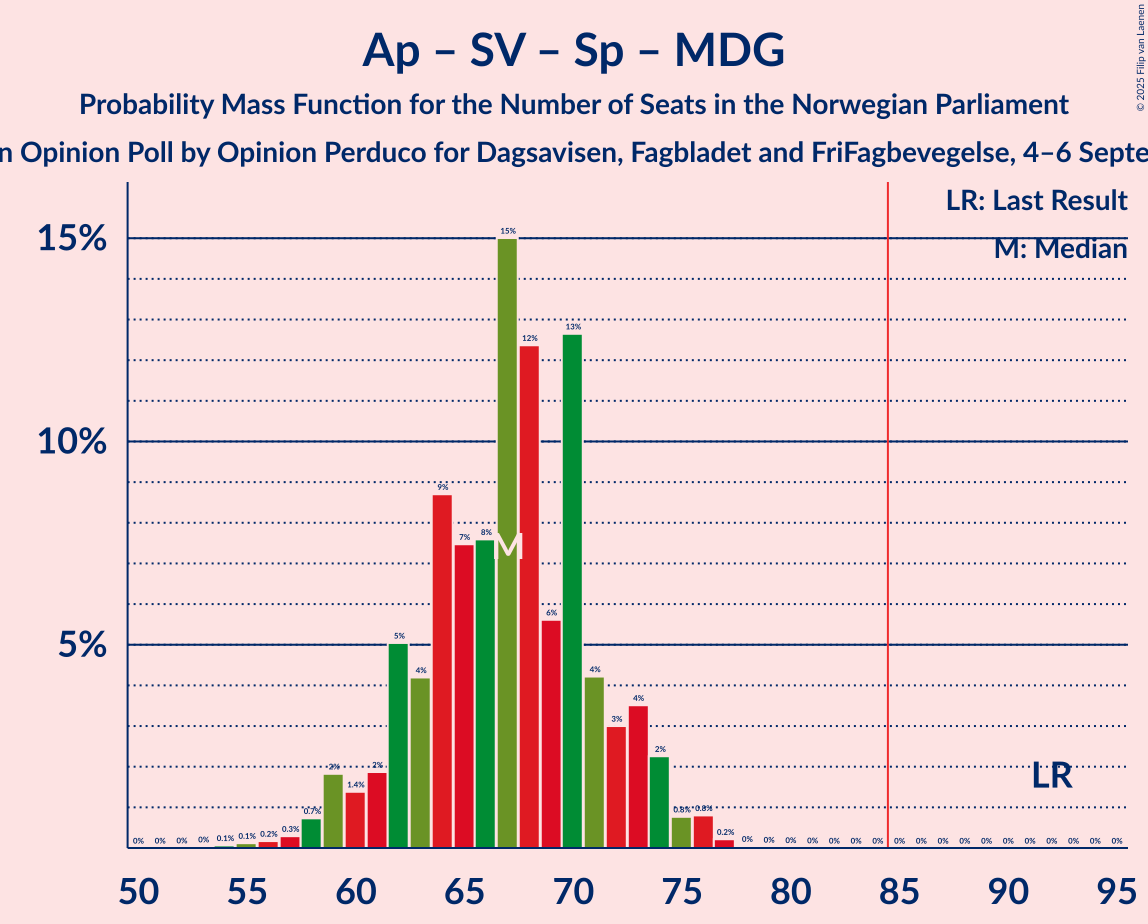 Ap – SV – Sp – MDG
Probability Mass Function for the Number of Seats in the Norwegian Parliament
n Opinion Poll by Opinion Perduco for Dagsavisen, Fagbladet and FriFagbevegelse, 4–6 Septe
© 2025 Filip van Laenen
LR: Last Result
M: Median
15%
10%
5%
0% 0% 0% 0% 0.1% 0.1% 0.2% 0.3% 0.7% 2% 1.4% 2% 5% 4% 9% 7% 8% 15% 12% 6% 13% 4% 3% 4% 2% 0.8% 0.8% 0.2% 0% 0% 0% 0% 0% 0% 0% 0% 0% 0% 0% 0% 0% 0% 0% 0% 0% 0%
M
LR
50 55 60 65 70 75 80 85 90 95